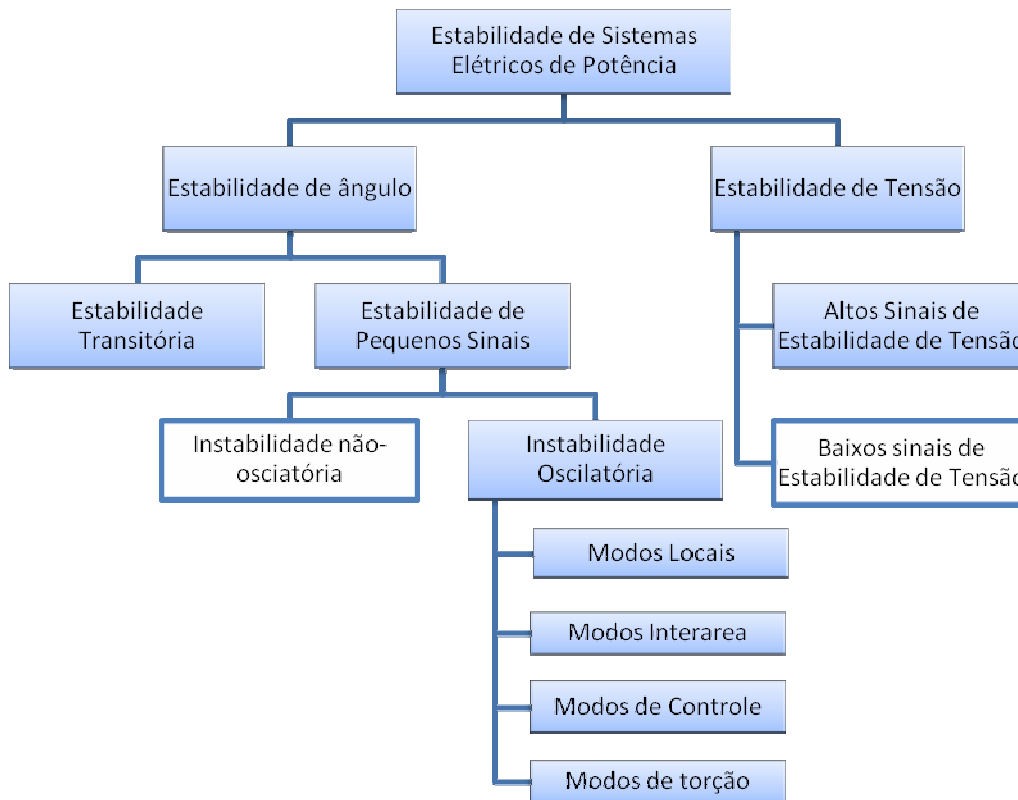 Estabilidade de Sistemas
Elétricos de Potência
Estabilidade de ângulo
Estabilidade de Tensão
Estabilidade
Transitória
Estabilidade de
Pequenos Sinais
Altos Sinais de
Estabilidade de Tensão
Instabilidade não-
osciatória
Instabilidade
Oscilatória
Baixos sinais de
Estabilidade de Tensão
Modos Locais
Modos Interarea
Modos de Controle
Modos de torção